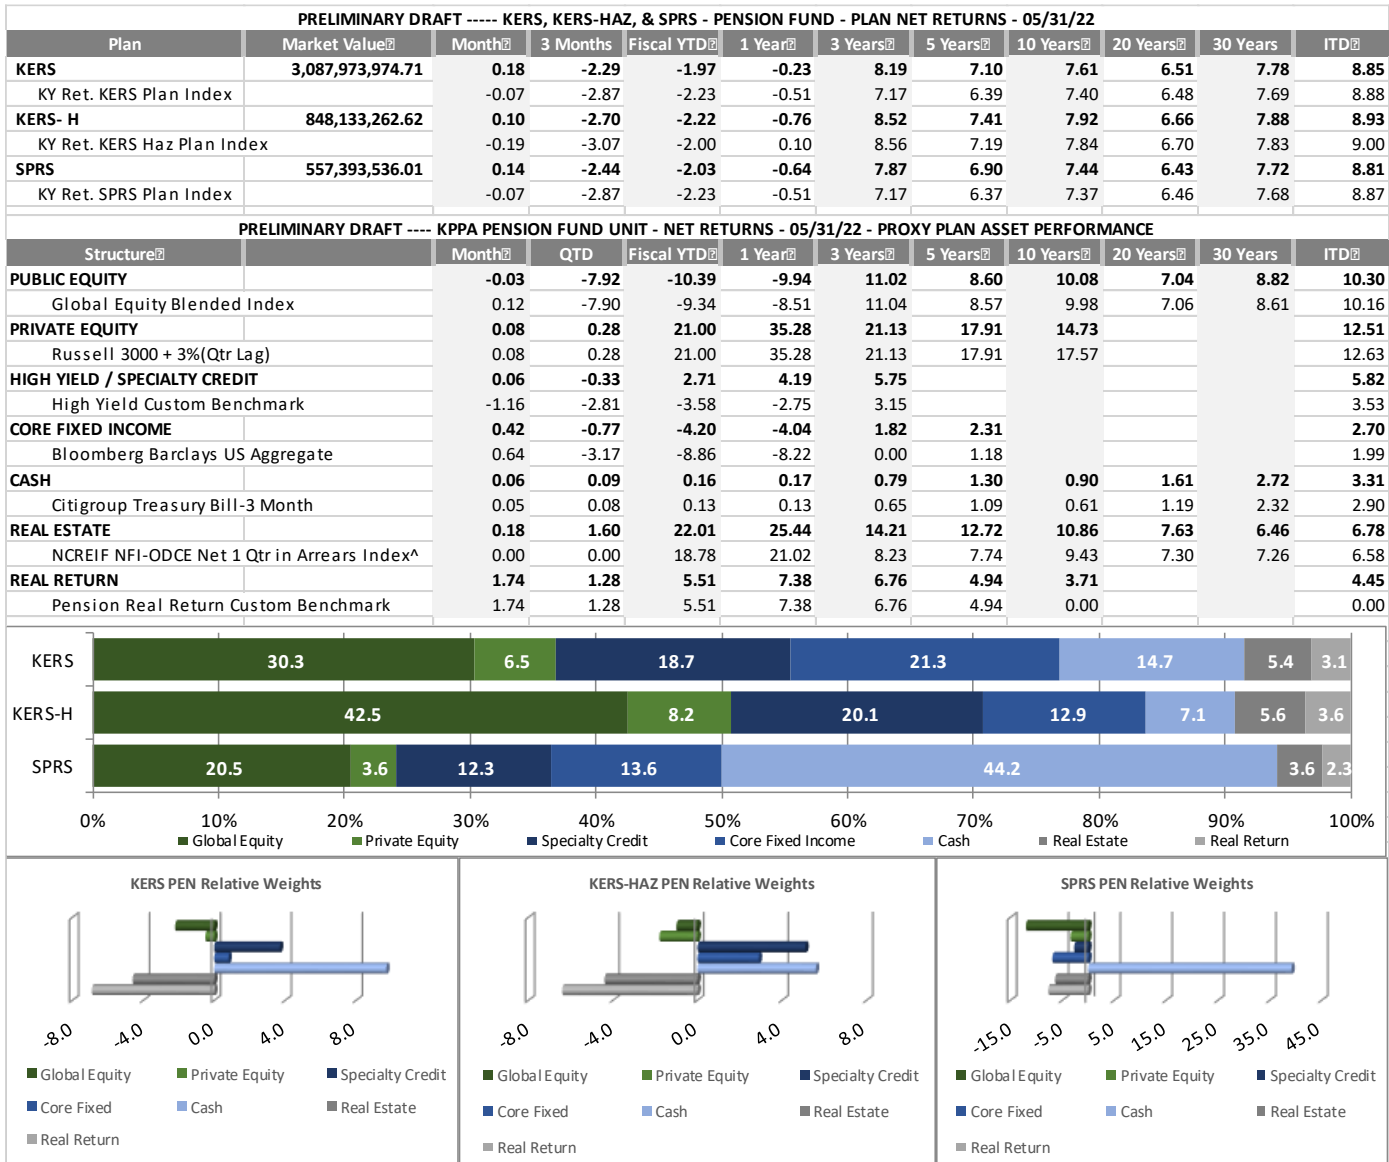 PRELIMINARY DRAFT ----- KERS, KERS-HAZ, & SPRS - PENSION FUND - PLAN NET RETURNS - 05/31/22
Plan Market Value Month 3 Months Fiscal YTD 1 Year 3 Years 5 Years 10 Years 20 Years 30 Years ITD
KERS 3,087,973,974.71 0.18 -2.29 -1.97 -0.23 8.19 7.10 7.61 6.51 7.78 8.85
KY Ret. KERS Plan Index -0.07 -2.87 -2.23 -0.51 7.17 6.39 7.40 6.48 7.69 8.88
KERS- H 848,133,262.62 0.10 -2.70 -2.22 -0.76 8.52 7.41 7.92 6.66 7.88 8.93
KY Ret. KERS Haz Plan Index -0.19 -3.07 -2.00 0.10 8.56 7.19 7.84 6.70 7.83 9.00
SPRS 557,393,536.01 0.14 -2.44 -2.03 -0.64 7.87 6.90 7.44 6.43 7.72 8.81
KY Ret. SPRS Plan Index -0.07 -2.87 -2.23 -0.51 7.17 6.37 7.37 6.46 7.68 8.87
PRELIMINARY DRAFT ---- KPPA PENSION FUND UNIT - NET RETURNS - 05/31/22 - PROXY PLAN ASSET PERFORMANCE
Structure Month QTD Fiscal YTD 1 Year 3 Years 5 Years 10 Years 20 Years 30 Years ITD
PUBLIC EQUITY -0.03 -7.92 -10.39 -9.94 11.02 8.60 10.08 7.04 8.82 10.30
Global Equity Blended Index 0.12 -7.90 -9.34 -8.51 11.04 8.57 9.98 7.06 8.61 10.16
PRIVATE EQUITY 0.08 0.28 21.00 35.28 21.13 17.91 14.73 12.51
Russell 3000 + 3%(Qtr Lag) 0.08 0.28 21.00 35.28 21.13 17.91 17.57 12.63
HIGH YIELD / SPECIALTY CREDIT 0.06 -0.33 2.71 4.19 5.75 5.82
High Yield Custom Benchmark -1.16 -2.81 -3.58 -2.75 3.15 3.53
CORE FIXED INCOME 0.42 -0.77 -4.20 -4.04 1.82 2.31 2.70
Bloomberg Barclays US Aggregate 0.64 -3.17 -8.86 -8.22 0.00 1.18 1.99
CASH 0.06 0.09 0.16 0.17 0.79 1.30 0.90 1.61 2.72 3.31
Citigroup Treasury Bill-3 Month 0.05 0.08 0.13 0.13 0.65 1.09 0.61 1.19 2.32 2.90
REAL ESTATE 0.18 1.60 22.01 25.44 14.21 12.72 10.86 7.63 6.46 6.78
NCREIF NFI-ODCE Net 1 Qtr in Arrears Index^ 0.00 0.00 18.78 21.02 8.23 7.74 9.43 7.30 7.26 6.58
REAL RETURN 1.74 1.28 5.51 7.38 6.76 4.94 3.71 4.45
Pension Real Return Custom Benchmark 1.74 1.28 5.51 7.38 6.76 4.94 0.00 0.00
KERS 30.3 6.5 18.7 21.3 14.7 5.4 3.1
KERS-H 42.5 8.2 20.1 12.9 7.1 5.6 3.6
SPRS 20.5 3.6 12.3 13.6 44.2 3.6 2.3
0% 10% 20% 30% 40% 50% 60% 70% 80% 90% 100%
Global Equity Private Equity Specialty Credit Core Fixed Income Cash Real Estate Real Return
KERS PEN Relative Weights
-8.0 -4.0 0.0 4.0 8.0
Global Equity Private Equity Specialty Credit
Core Fixed Cash Real Estate
Real Return
KERS-HAZ PEN Relative Weights
-8.0 -4.0 0.0 4.0 8.0
Global Equity Private Equity Specialty Credit
Core Fixed Cash Real Estate
Real Return
SPRS PEN Relative Weights
-15.0 -5.0 5.0 15.0 25.0 35.0 45.0
Global Equity Private Equity Specialty Credit
Core Fixed Cash Real Estate
Real Return